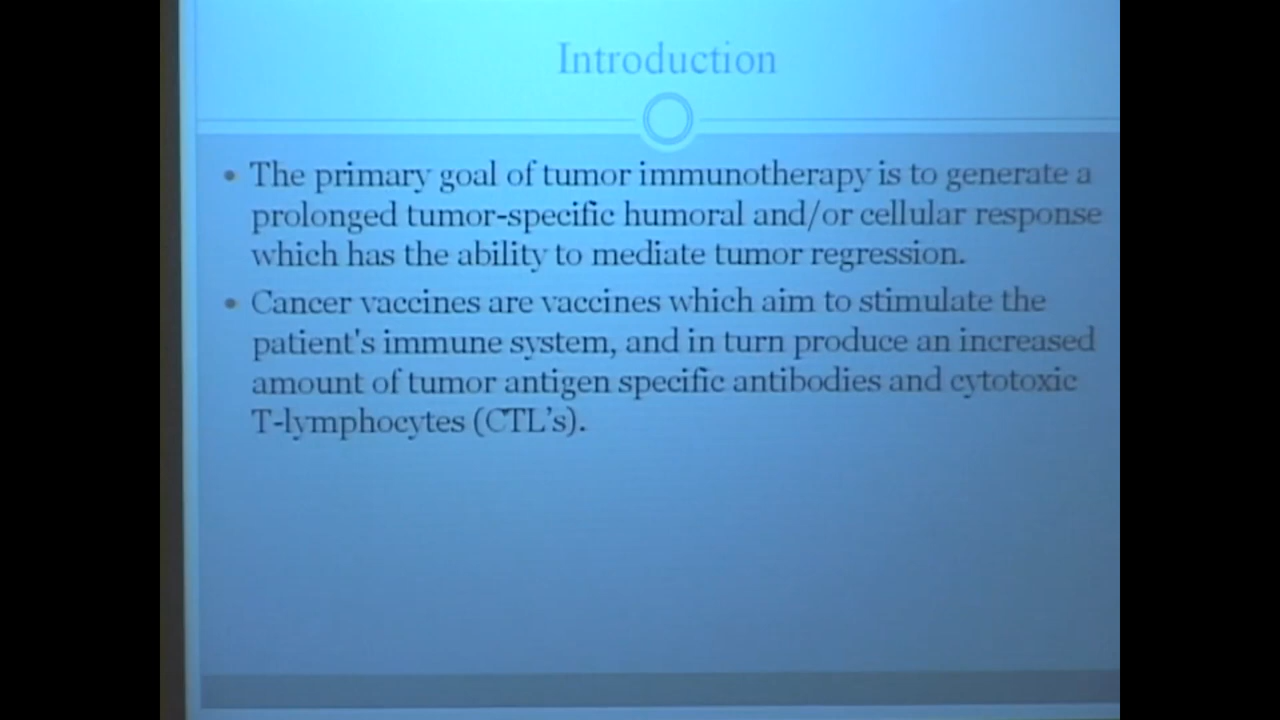 Introduction
• The primary goal of tumor immunotherapy is to generate a
prolonged tumor-specific humoral and/or cellular response
which has the ability to mediate tumor regression.
• Cancer vaccines are vaccines which aim to stimulate the
patient's immune system, and in turn produce an increased
amount of tumor antigen specific antibodies and cytotoxic
T-lymphocytes (CTL’s).